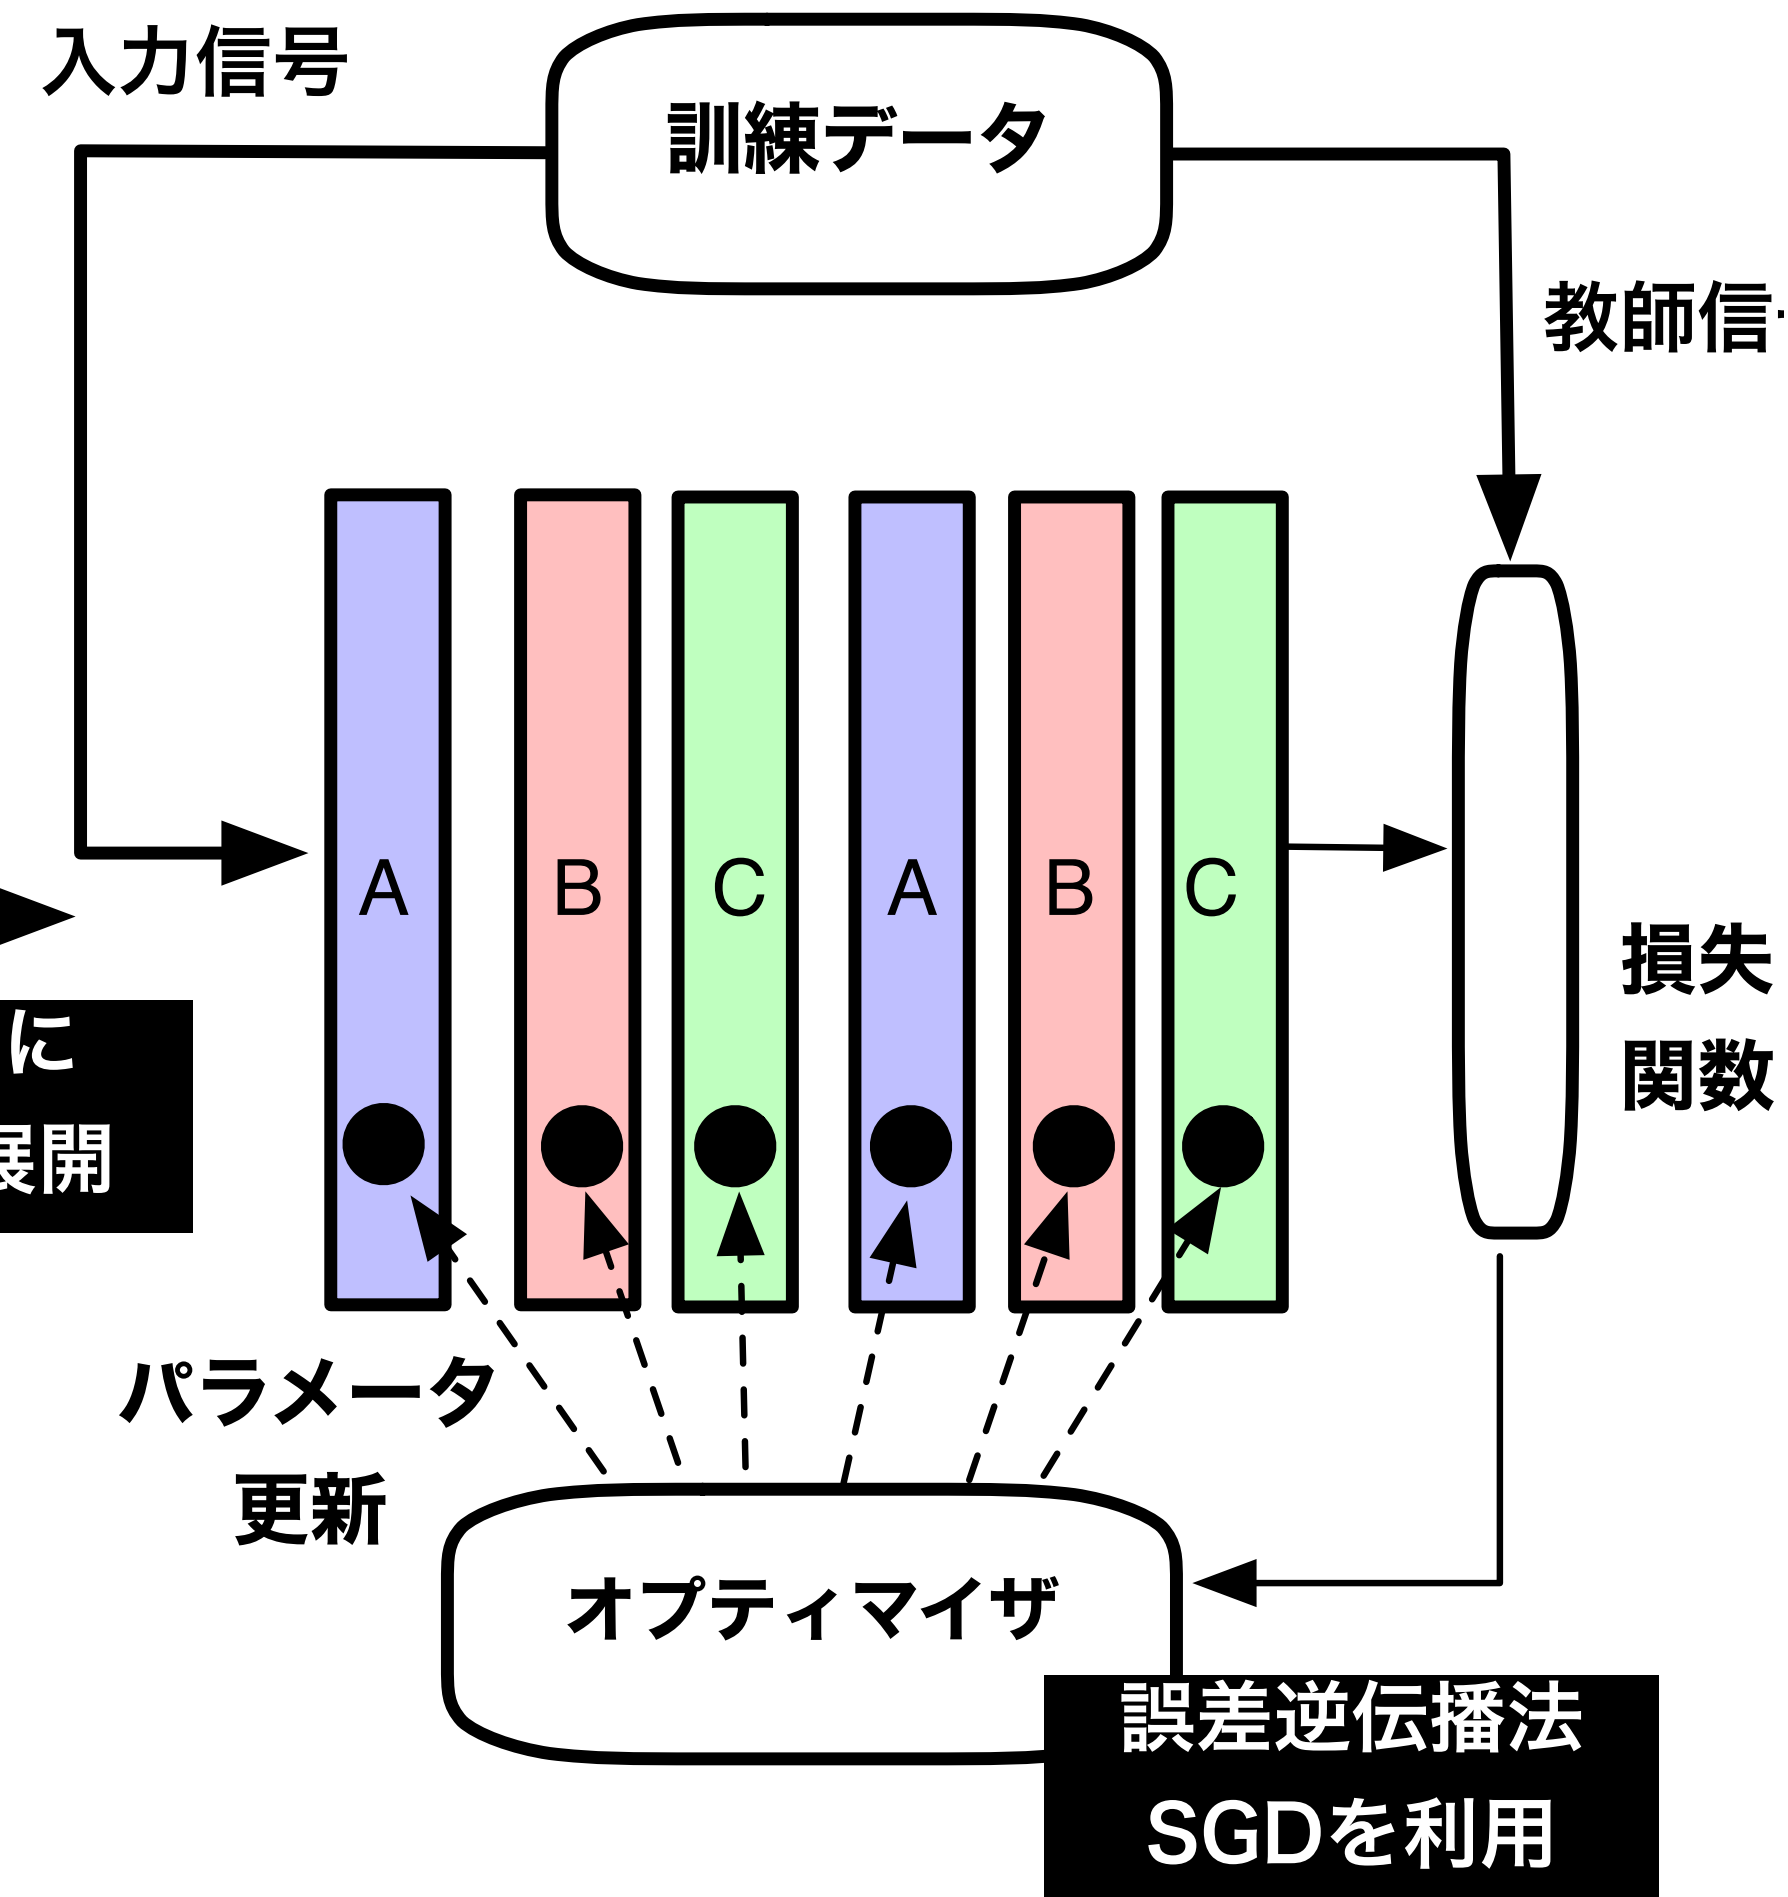 入力信号
訓練データ
教師信
A
B
C
A
B
C
損失
関数
に
展開
パラメータ
更新
オプティマイザ
誤差逆伝播法
SGDを利用